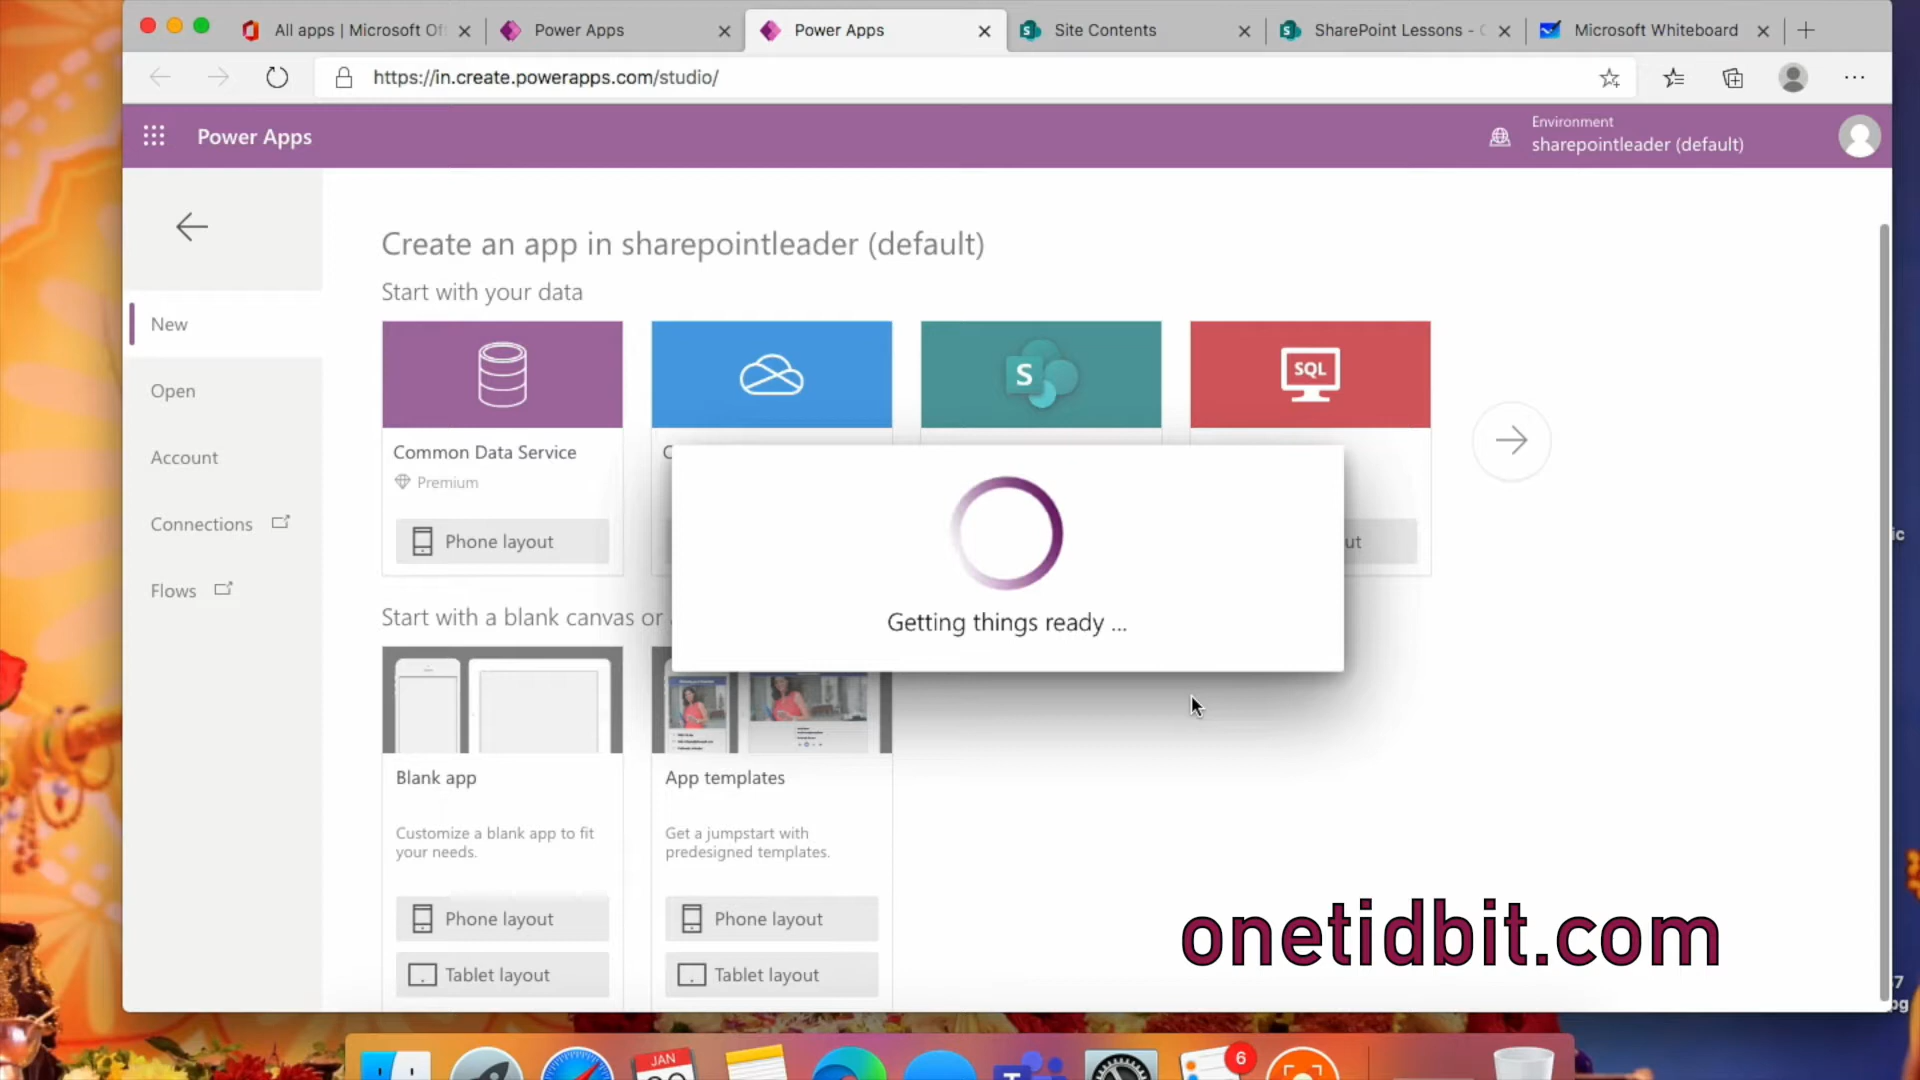 All apps | Microsoft Of
Power Apps
Power Apps
Site Contents
SharePoint Lessons - C
Microsoft Whiteboard
https://in.create.powerapps.com/studio/
Power Apps
Environment
sharepointleader (default)
Create an app in sharepointleader (default)
Start with your data
New
Open
Account
Connections
Flows
S
SQL
Common Data Service
Premium
Phone layout
C
ut
Getting things ready ...
Start with a blank canvas or a
Blank app
Customize a blank app to fit
your needs.
Phone layout
Tablet layout
App templates
Get a jumpstart with
predesigned templates.
Phone layout
Tablet layout
onetidbit.com
ic
JAN
6